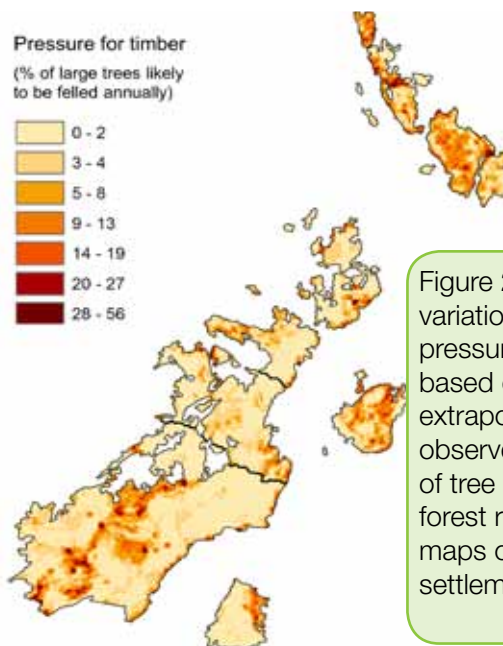 Pressure for timber
(% of large trees likely
to be felled annually)
0 - 2
3 - 4
5 - 8
9 - 13
14 - 19
20 - 27
28 - 56
Figure
variation
pressur
based
extrapo
observe
of tree
forest
maps
settlem